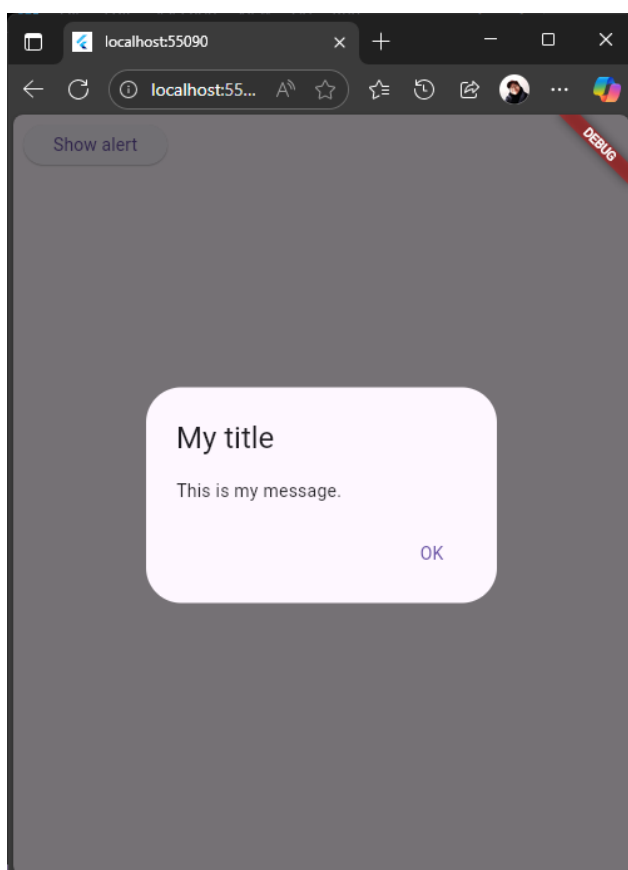 localhost:55090
localhost:55...
Show alert
DEBUG
My title
This is my message.
OK